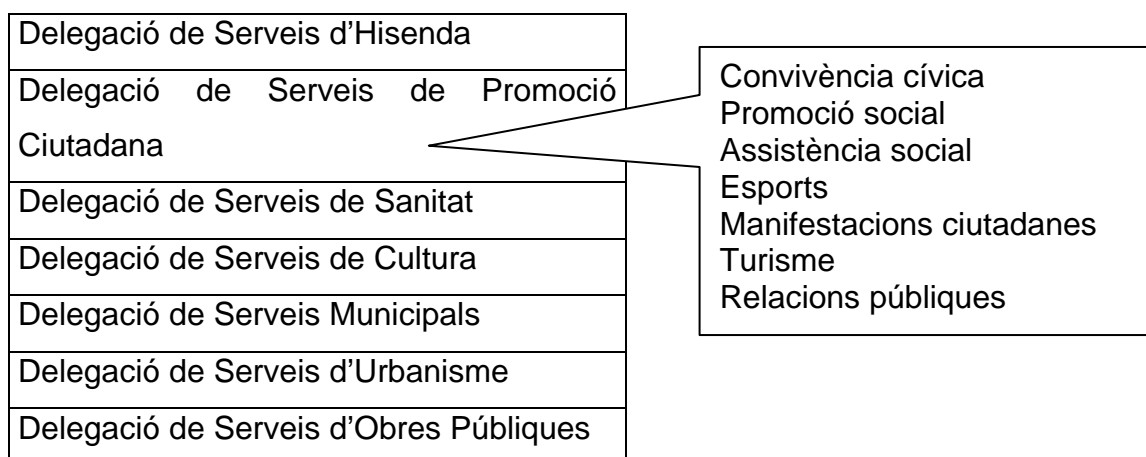 Delegació de Serveis d’Hisenda
Delegació de Serveis de Promoció
Ciutadana
Delegació de Serveis de Sanitat
Delegació de Serveis de Cultura
Delegació de Serveis Municipals
Delegació de Serveis d’Urbanisme
Delegació de Serveis d’Obres Públiques
Convivència cívica
Promoció social
Assistència social
Esports
Manifestacions ciutadanes
Turisme
Relacions públiques